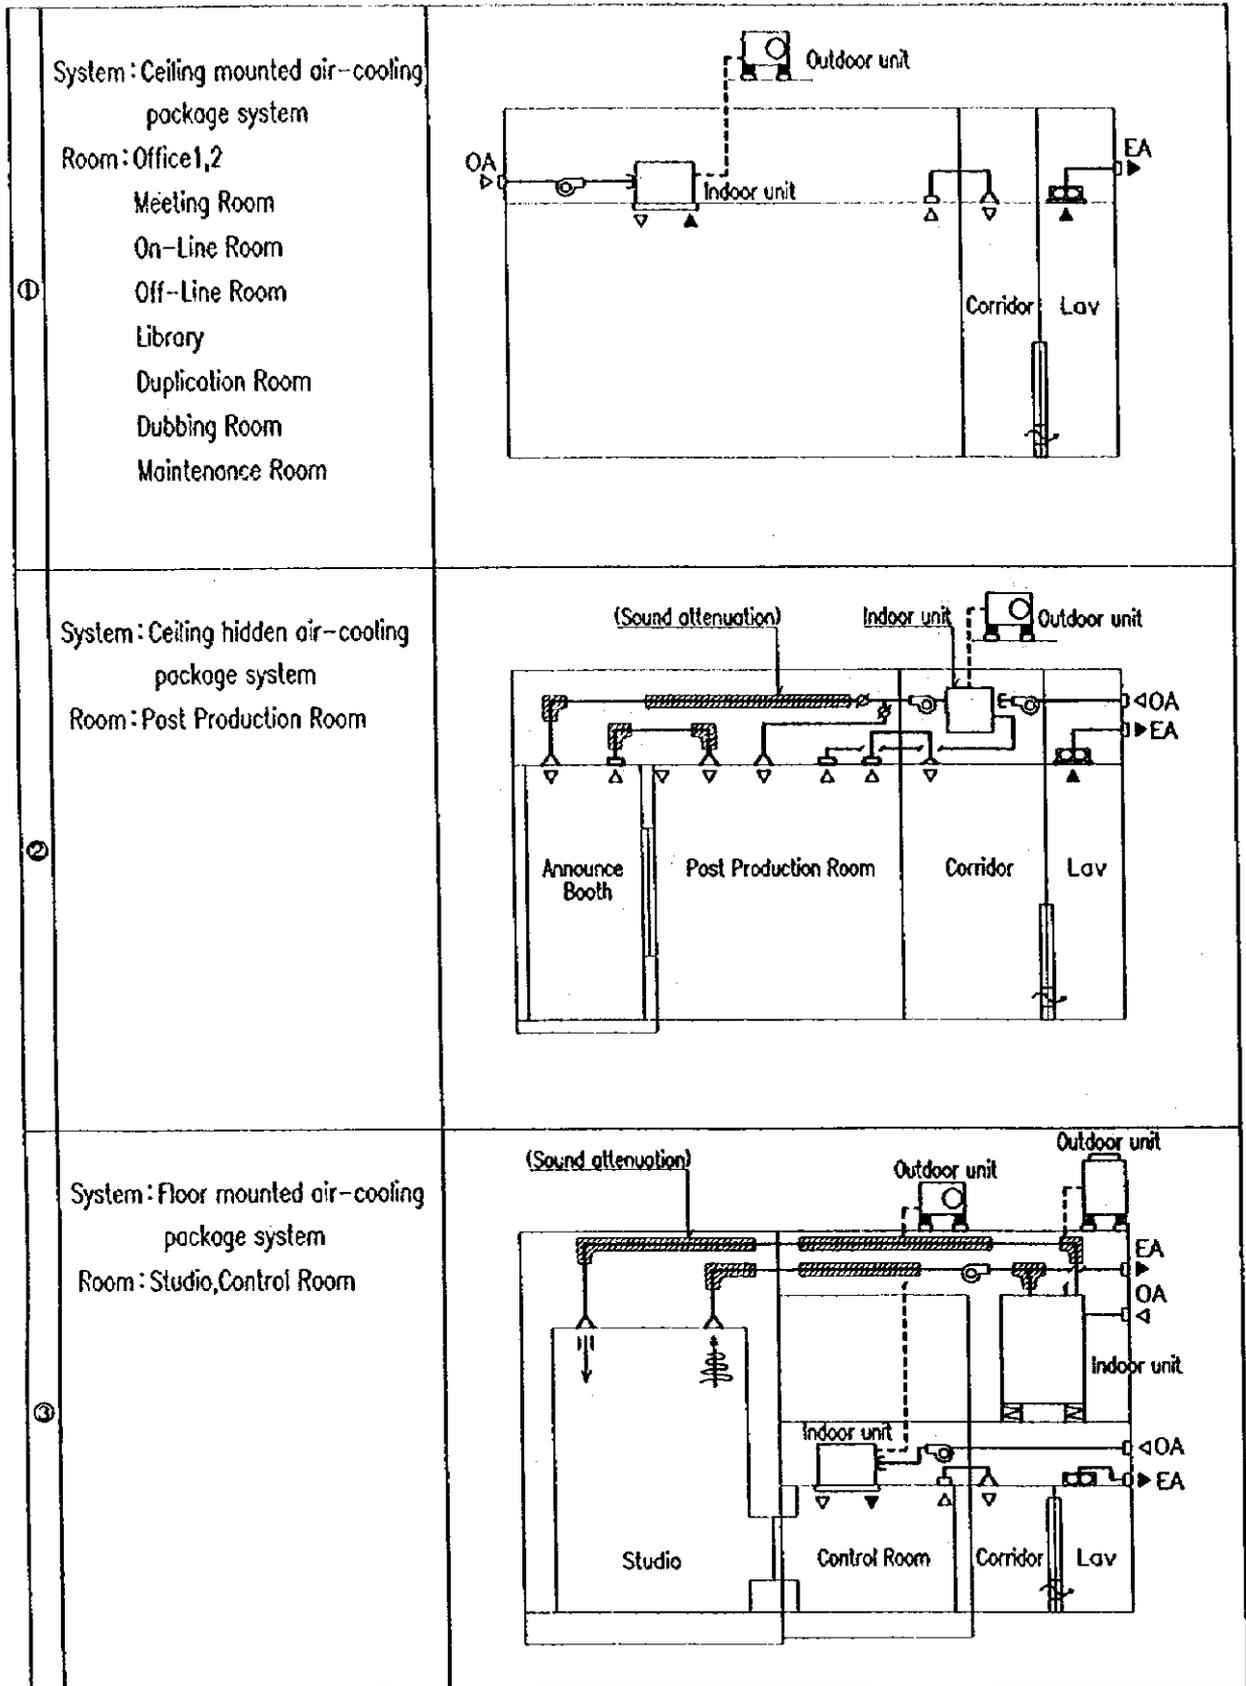 ①
System:Ceiling mounted air-cooling
package system
Room:Office1,2
Meeting Room
On-Line Room
Off-Line Room
Library
Duplication Room
Dubbing Room
Maintenance Room
Outdoor unit
OA
Indoor unit
EA
Corridor
Lav
②
System:Ceiling hidden air-cooling
package system
Room:Post Production Room
(Sound attenuation)
Indoor unit
Outdoor unit
OA
EA
Announce
Booth
Post Production Room
Corridor
Lav
③
System:Floor mounted air-cooling
package system
Room:Studio,Control Room
(Sound attenuation)
Outdoor unit
Outdoor unit
EA
OA
Indoor unit
Indoor unit
OA
EA
Studio
Control Room
Corridor
Lav